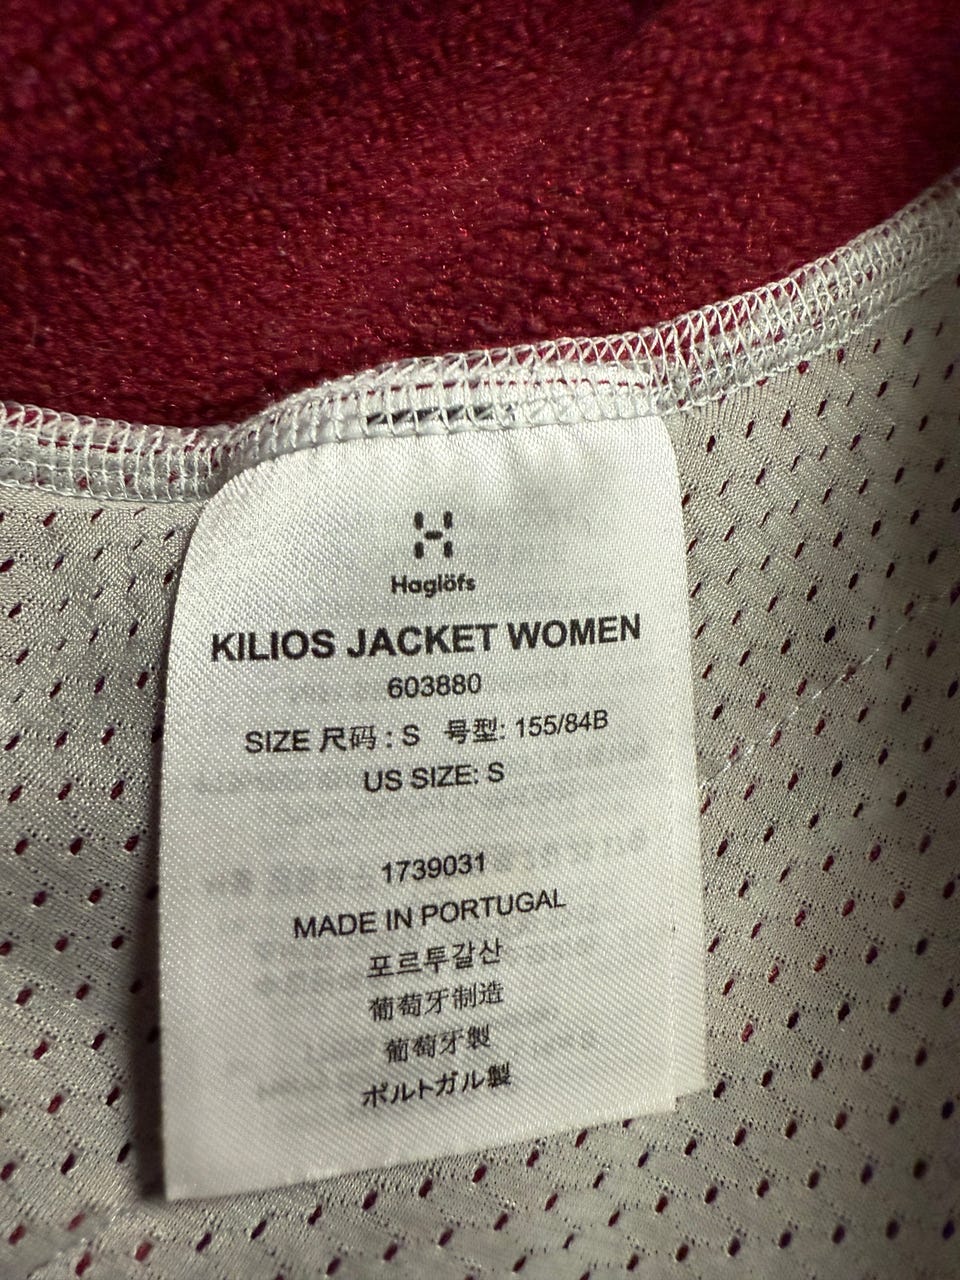 Haglöfs
KILIOS JACKET WOMEN
603880
SIZE 尺码 : S 号型: 155/84B
US SIZE: S
1739031
MADE IN PORTUGAL
포르투갈산
葡萄牙制造
葡萄牙製
ポルトガル製